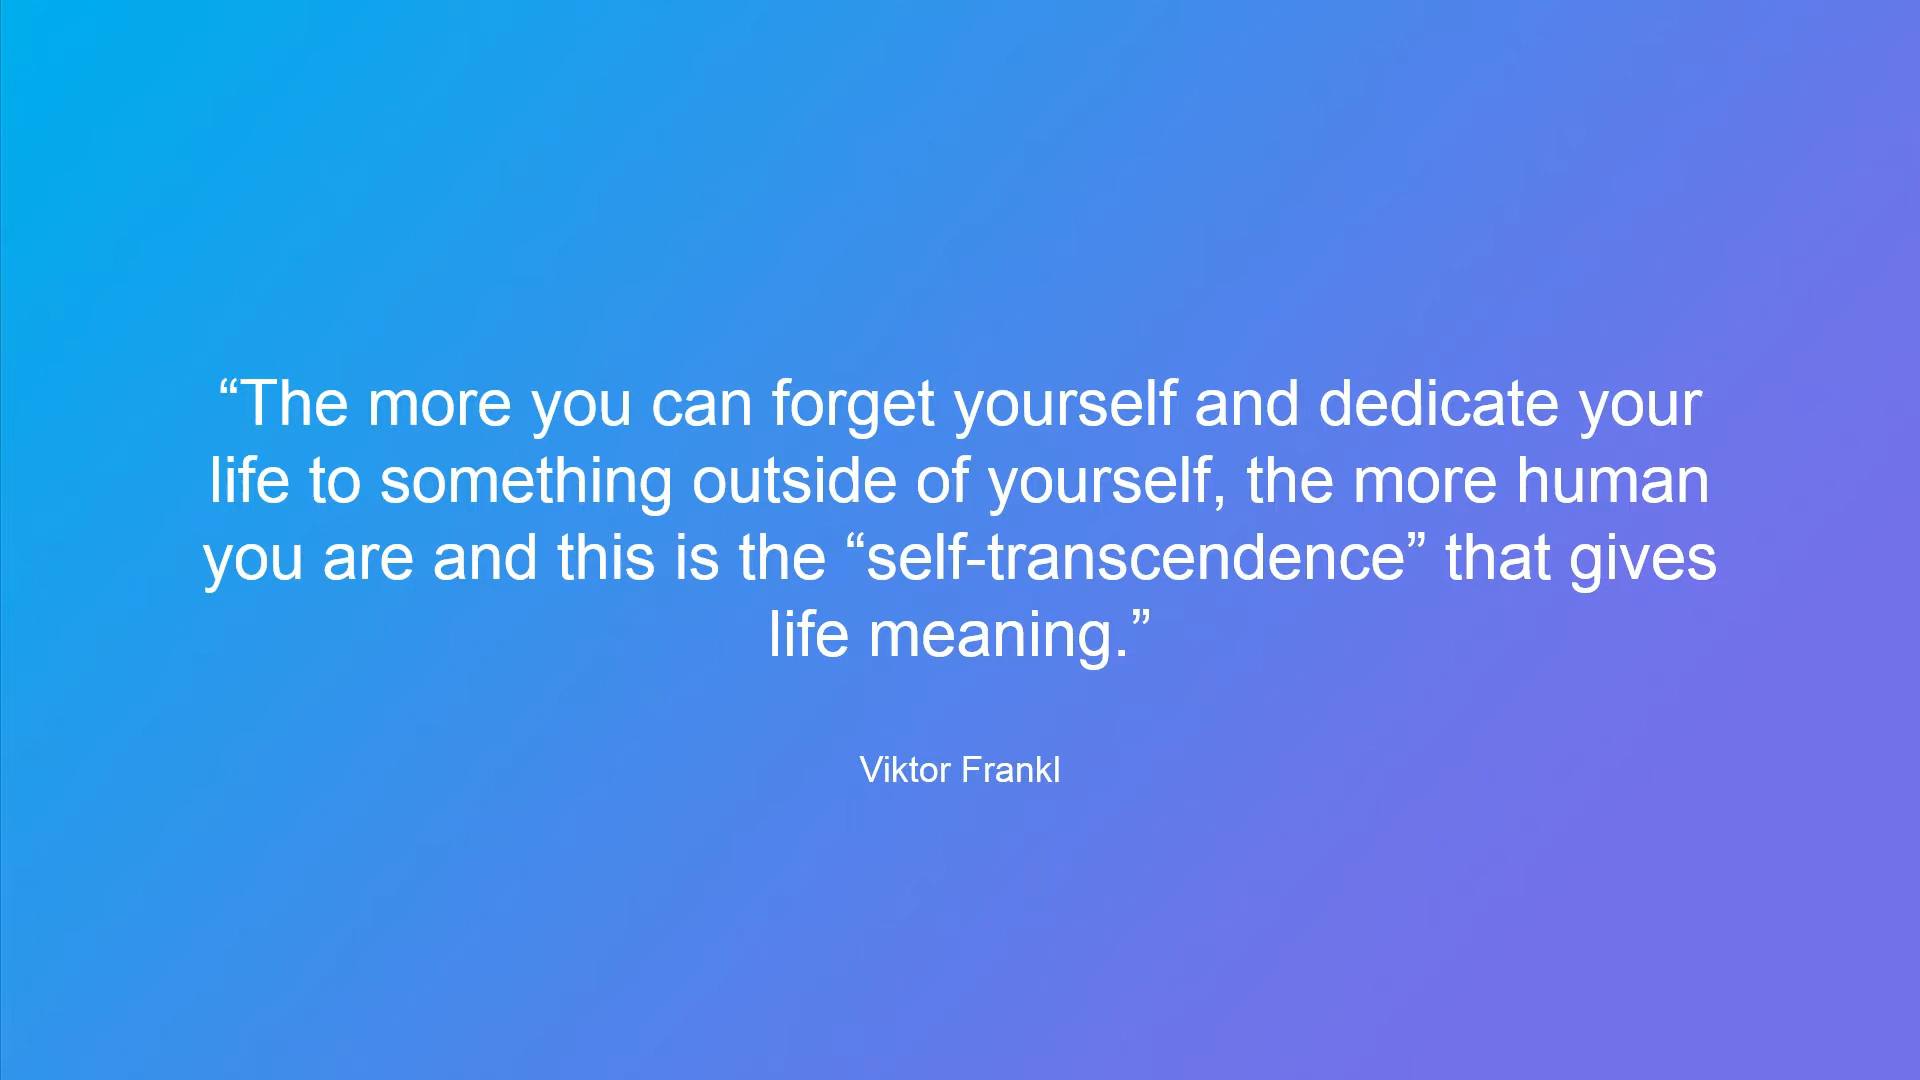 “The more you can forget yourself and dedicate your
life to something outside of yourself, the more human
you are and this is the “self-transcendence” that gives
life meaning.”
Viktor Frankl